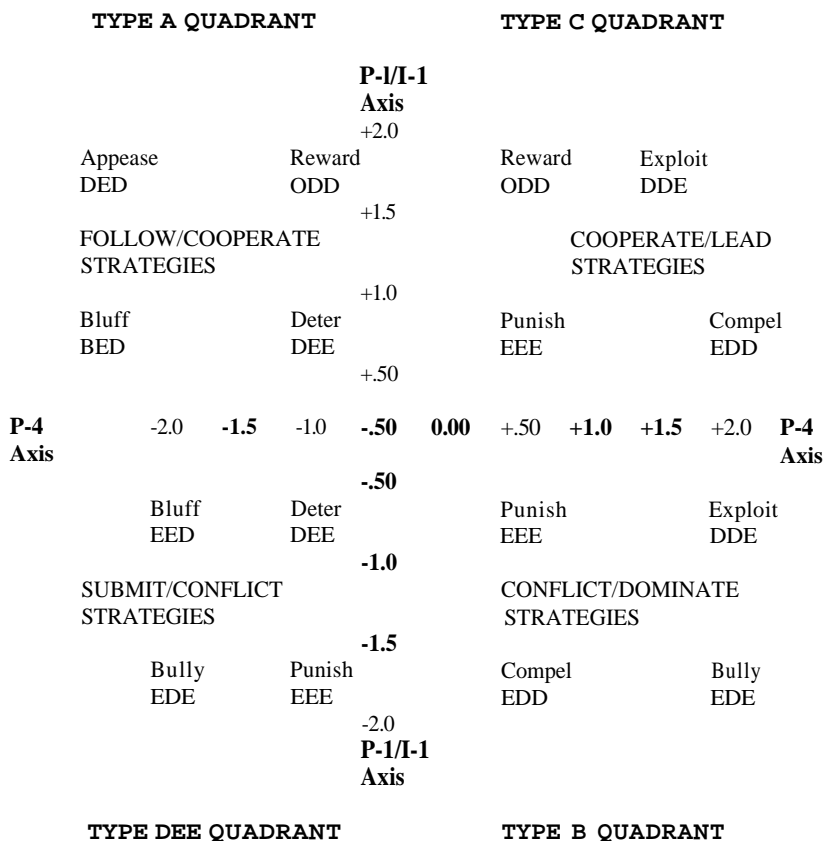 TYPE A QUADRANT TYPE C QUADRANT
P-l/I-1
Axis
+2.0
Appease Reward Reward Exploit
DED ODD ODD DDE
+1.5
FOLLOW/COOPERATE COOPERATE/LEAD
STRATEGIES STRATEGIES
+1.0
Bluff Deter Punish Compel
BED DEE EEE EDD
+.50
P-4 -2.0 -1.5 -1.0 -.50 0.00 +.50 +1.0 +1.5 +2.0 P-4
Axis Axis
-.50
Bluff Deter Punish Exploit
EED DEE EEE DDE
-1.0
SUBMIT/CONFLICT CONFLICT/DOMINATE
STRATEGIES STRATEGIES
-1.5
Bully Punish Compel Bully
EDE EEE EDD EDE
-2.0
P-1/I-1
Axis
TYPE DEE QUADRANT TYPE B QUADRANT